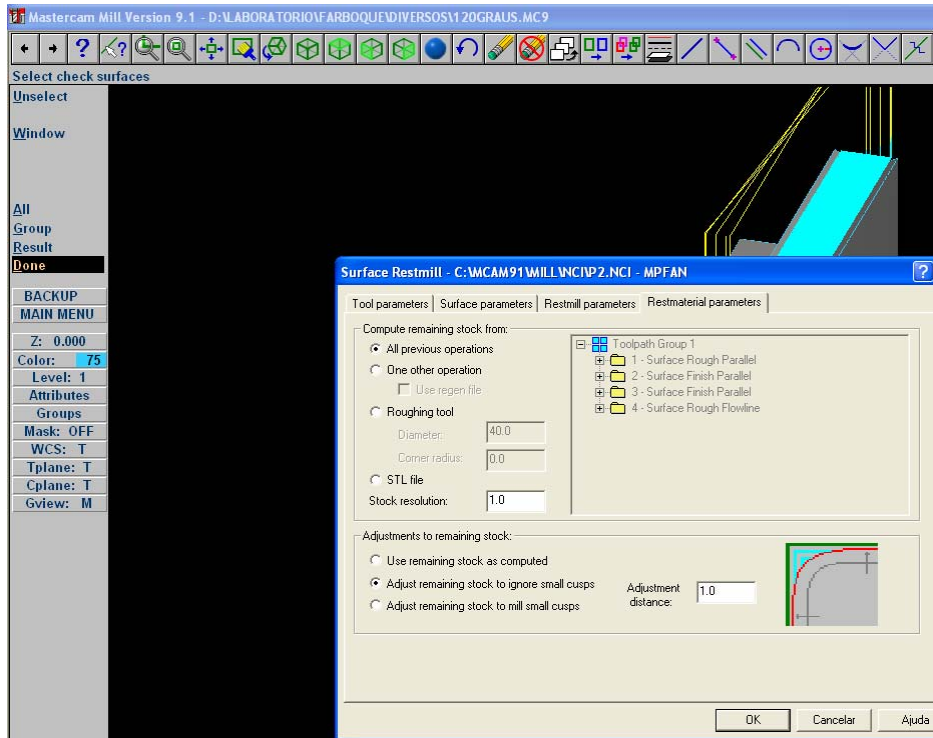 Mastercam Mill Version 9.1 - D:\LABORATORIO\FARBOQUE\DIVERSOS\120GRAUS.MC9
Select check surfaces
Unselect
Window
All
Group
Result
Done
BACKUP
MAIN MENU
Z: 0.000
Color: 75
Level: 1
Attributes
Groups
Mask: OFF
WCS: T
Tplane: T
Cplane: T
Gview: M
Surface Restmill - C:\MCAM91\MILL\NCI\P2.NCI - MPFAN
Tool parameters
Surface parameters
Restmill parameters
Restmaterial parameters
Compute remaining stock from:
All previous operations
One other operation
Use regen file
Roughing tool
Diameter: 40.0
Corner radius: 0.0
STL file
Stock resolution: 1.0
Toolpath Group 1
1 - Surface Rough Parallel
2 - Surface Finish Parallel
3 - Surface Finish Parallel
4 - Surface Rough Flowline
Adjustments to remaining stock:
Use remaining stock as computed
Adjust remaining stock to ignore small cusps
Adjust remaining stock to mill small cusps
Adjustment
distance: 1.0
OK
Cancelar
Ajuda